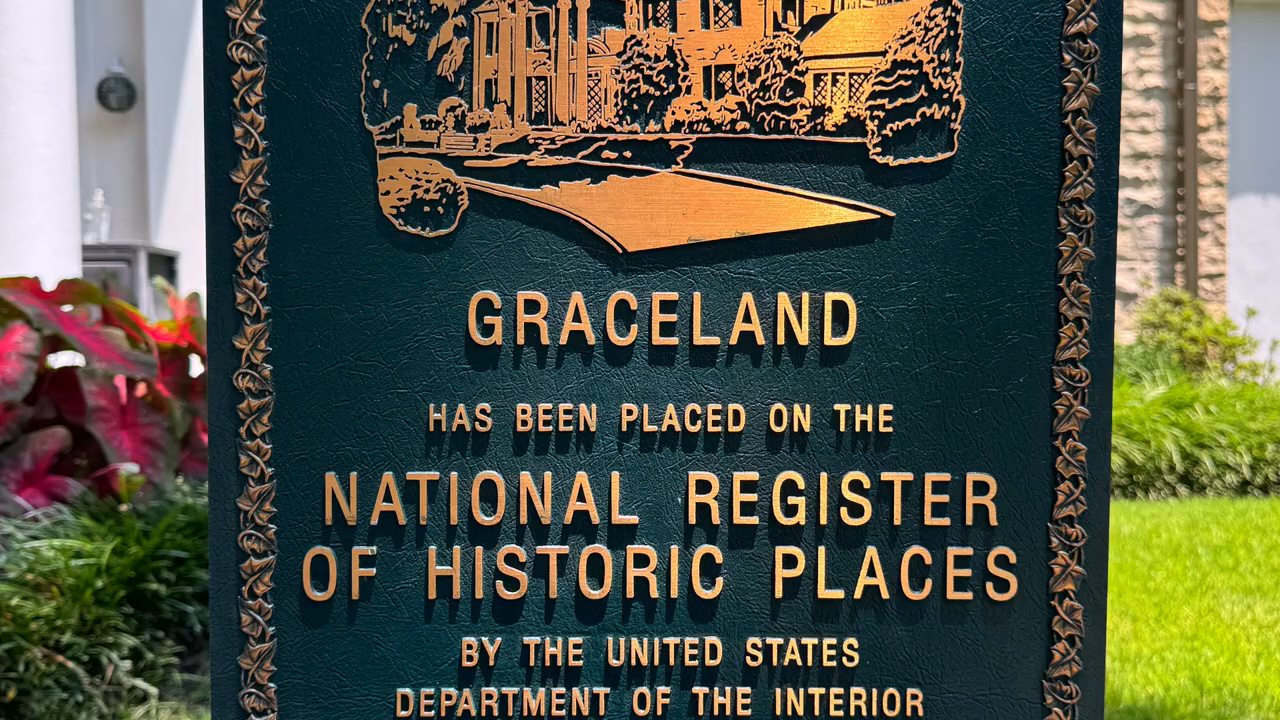 GRACELAND
HAS BEEN PLACED ON THE
NATIONAL REGISTER
OF HISTORIC PLACES
BY THE UNITED STATES
DEPARTMENT OF THE INTERIOR